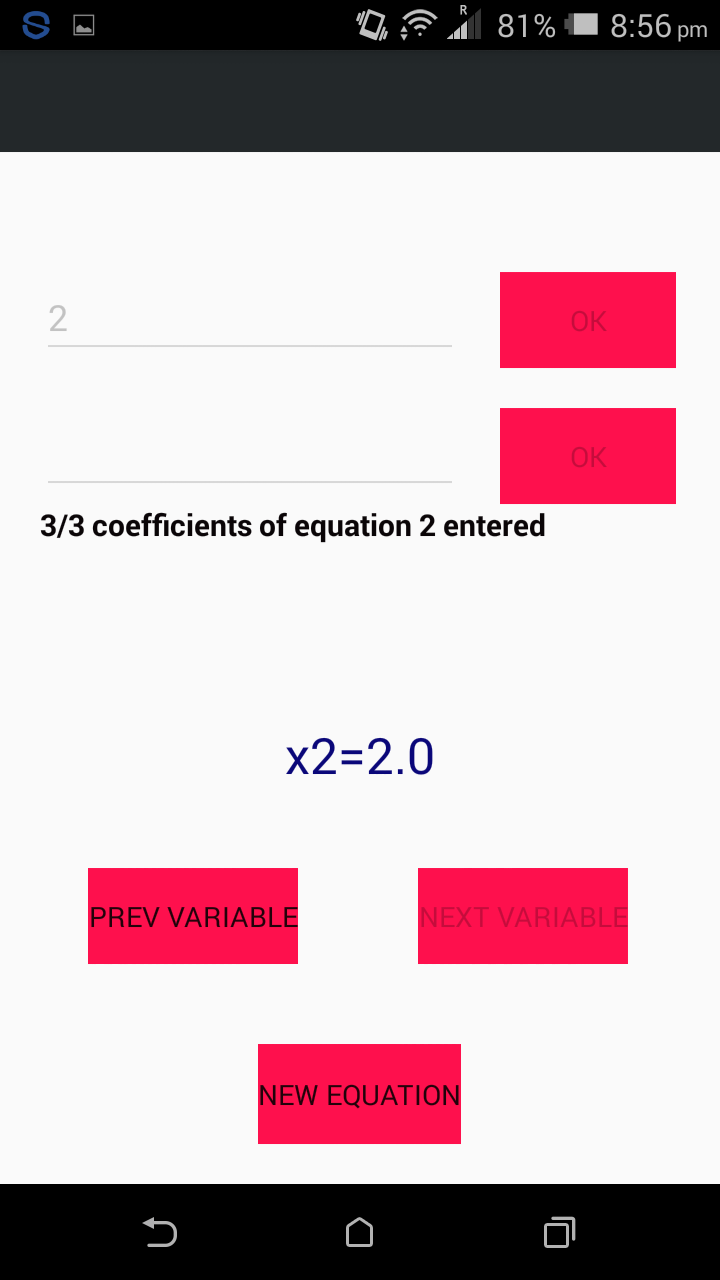 R
81%
8:56 pm
2
OK
OK
3/3 coefficients of equation 2 entered
x2=2.0
PREV VARIABLE
NEXT VARIABLE
NEW EQUATION